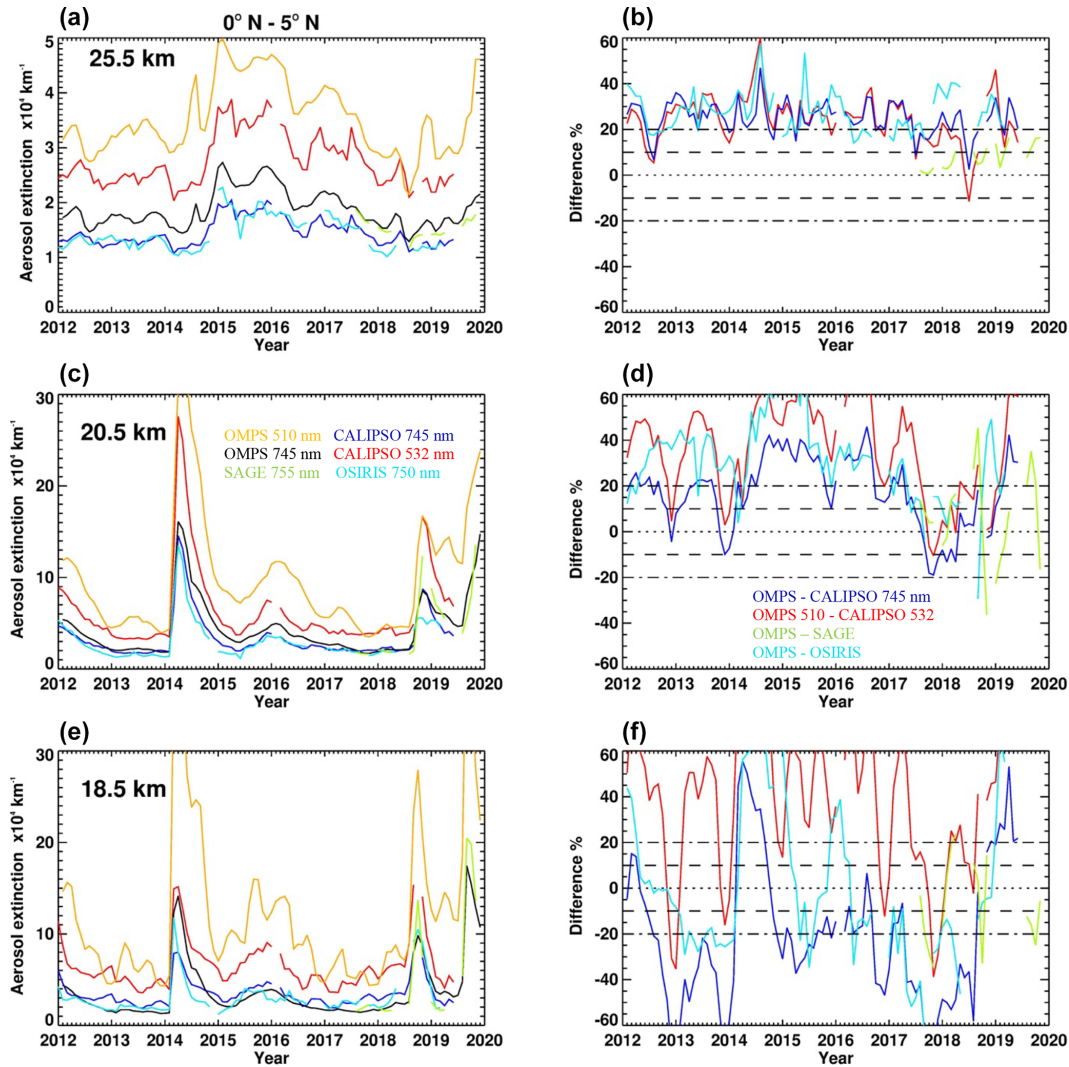 (a)
0° N - 5° N
(b)
25.5 km
Aerosol extinction x10⁴ km⁻¹
5
4
3
2
1
0
2012 2013 2014 2015 2016 2017 2018 2019 2020
Year
Difference %
60
40
20
0
-20
-40
-60
2012 2013 2014 2015 2016 2017 2018 2019 2020
Year
(c)
(d)
20.5 km
OMPS 510 nm CALIPSO 745 nm
OMPS 745 nm CALIPSO 532 nm
SAGE 755 nm OSIRIS 750 nm
Aerosol extinction x10⁴ km⁻¹
30
20
10
0
2012 2013 2014 2015 2016 2017 2018 2019 2020
Year
Difference %
60
40
20
0
-20
-40
-60
OMPS - CALIPSO 745 nm
OMPS 510 - CALIPSO 532
OMPS – SAGE
OMPS - OSIRIS
2012 2013 2014 2015 2016 2017 2018 2019 2020
Year
(e)
(f)
18.5 km
Aerosol extinction x10⁴ km⁻¹
30
20
10
0
2012 2013 2014 2015 2016 2017 2018 2019 2020
Year
Difference %
60
40
20
0
-20
-40
-60
2012 2013 2014 2015 2016 2017 2018 2019 2020
Year